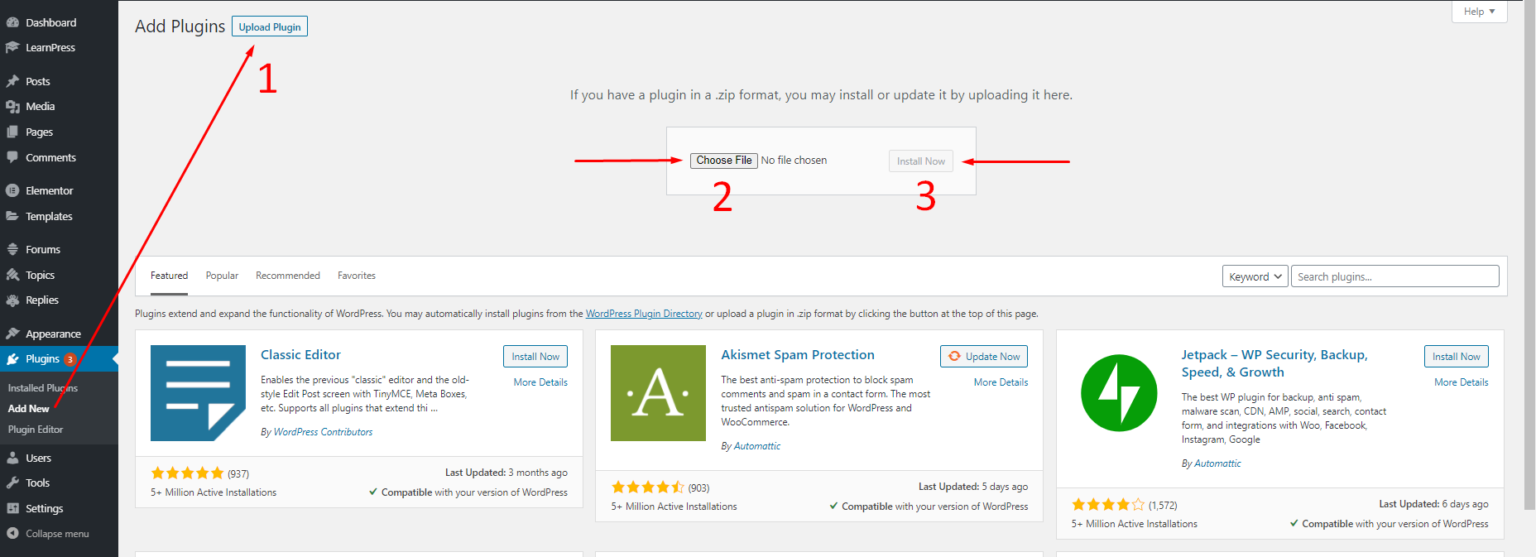 Dashboard
LearnPress
Posts
Media
Pages
Comments
Elementor
Templates
Forums
Topics
Replies
Appearance
Plugins 3
Installed Plugins
Add New
Plugin Editor
Users
Tools
Settings
Collapse menu
Add Plugins Upload Plugin
Help
1
If you have a plugin in a .zip format, you may install or update it by uploading it here.
Choose File No file chosen Install Now
2 3
Featured Popular Recommended Favorites Keyword Search plugins...
Plugins extend and expand the functionality of WordPress. You may automatically install plugins from the WordPress Plugin Directory or upload a plugin in .zip format by clicking the button at the top of this page.
Classic Editor
Install Now
More Details
Enables the previous "classic" editor and the old-
style Edit Post screen with TinyMCE, Meta Boxes,
etc. Supports all plugins that extend thi ...
By WordPress Contributors
(937)
Last Updated: 3 months ago
5+ Million Active Installations
Compatible with your version of WordPress
A
Akismet Spam Protection
Update Now
More Details
The best anti-spam protection to block spam
comments and spam in a contact form. The most
trusted antispam solution for WordPress and
WooCommerce.
By Automattic
(903)
Last Updated: 5 days ago
5+ Million Active Installations
Compatible with your version of WordPress
Jetpack – WP Security, Backup,
Speed, & Growth
Install Now
More Details
The best WP plugin for backup, anti spam,
malware scan, CDN, AMP, social, search, contact
form, and integrations with Woo, Facebook,
Instagram, Google
By Automattic
(1,572)
Last Updated: 6 days ago
5+ Million Active Installations
Compatible with your version of WordPress